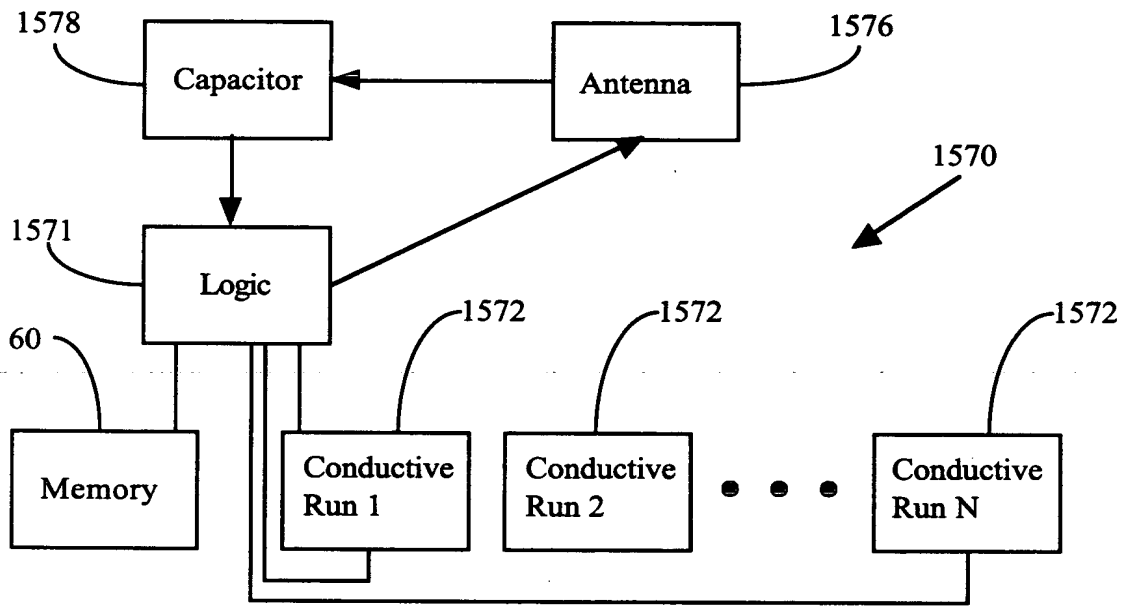 1578
Capacitor
Antenna
1576
1570
1571
Logic
60
1572
1572
1572
Memory
Conductive
Run 1
Conductive
Run 2
Conductive
Run N